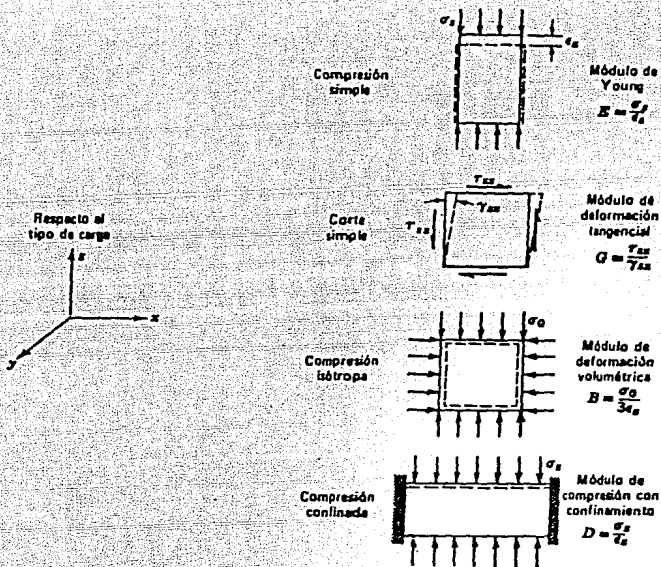 σz
εz
Compresión
simple
Módulo de
Young
E = σz/εz
τzx
γzx
τzx
Respecto al
tipo de carga
z
x
y
Corte
simple
Módulo de
deformación
tangencial
G = τzx/γzx
σ0
Compresión
isótropa
Módulo de
deformación
volumétrica
B = σ0/3εz
σz
Compresión
confinada
Módulo de
compresión con
confinamiento
D = σz/εz